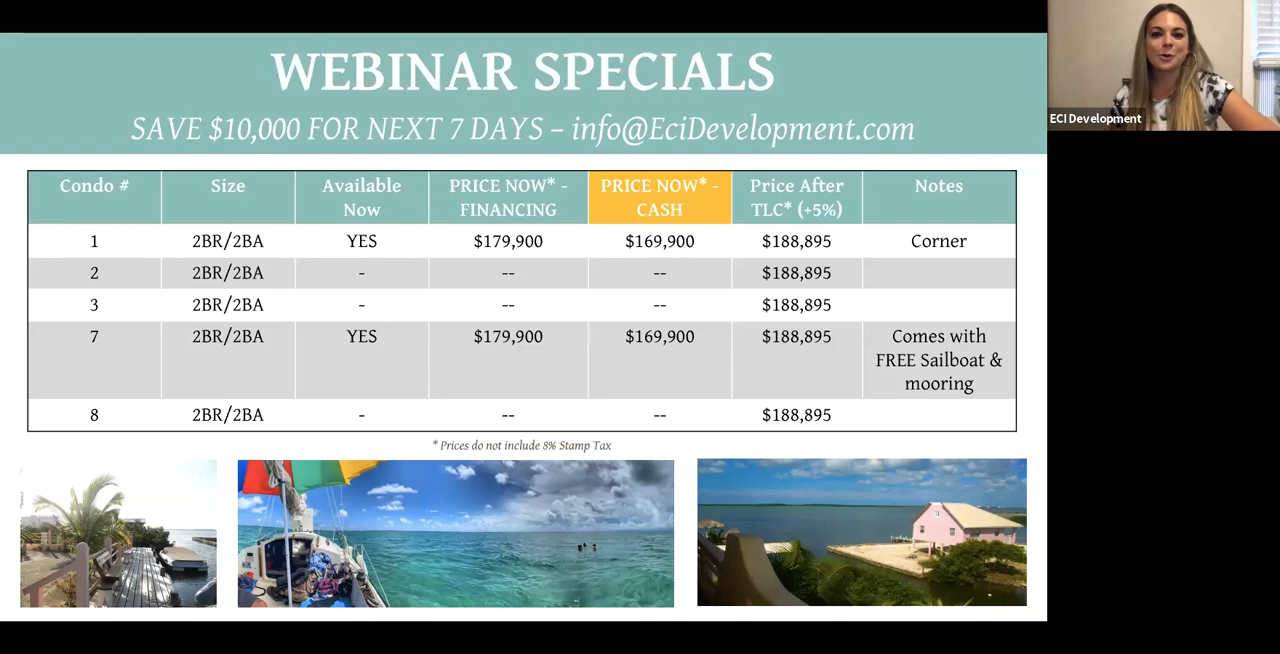 WEBINAR SPECIALS
SAVE $10,000 FOR NEXT 7 DAYS – info@EciDevelopment.com
ECI Development
Condo # Size Available Now PRICE NOW* - FINANCING PRICE NOW* - CASH Price After TLC* (+5%) Notes
1 2BR/2BA YES $179,900 $169,900 $188,895 Corner
2 2BR/2BA - -- -- $188,895
3 2BR/2BA - -- -- $188,895
7 2BR/2BA YES $179,900 $169,900 $188,895 Comes with FREE Sailboat & mooring
8 2BR/2BA - -- -- $188,895
* Prices do not include 8% Stamp Tax